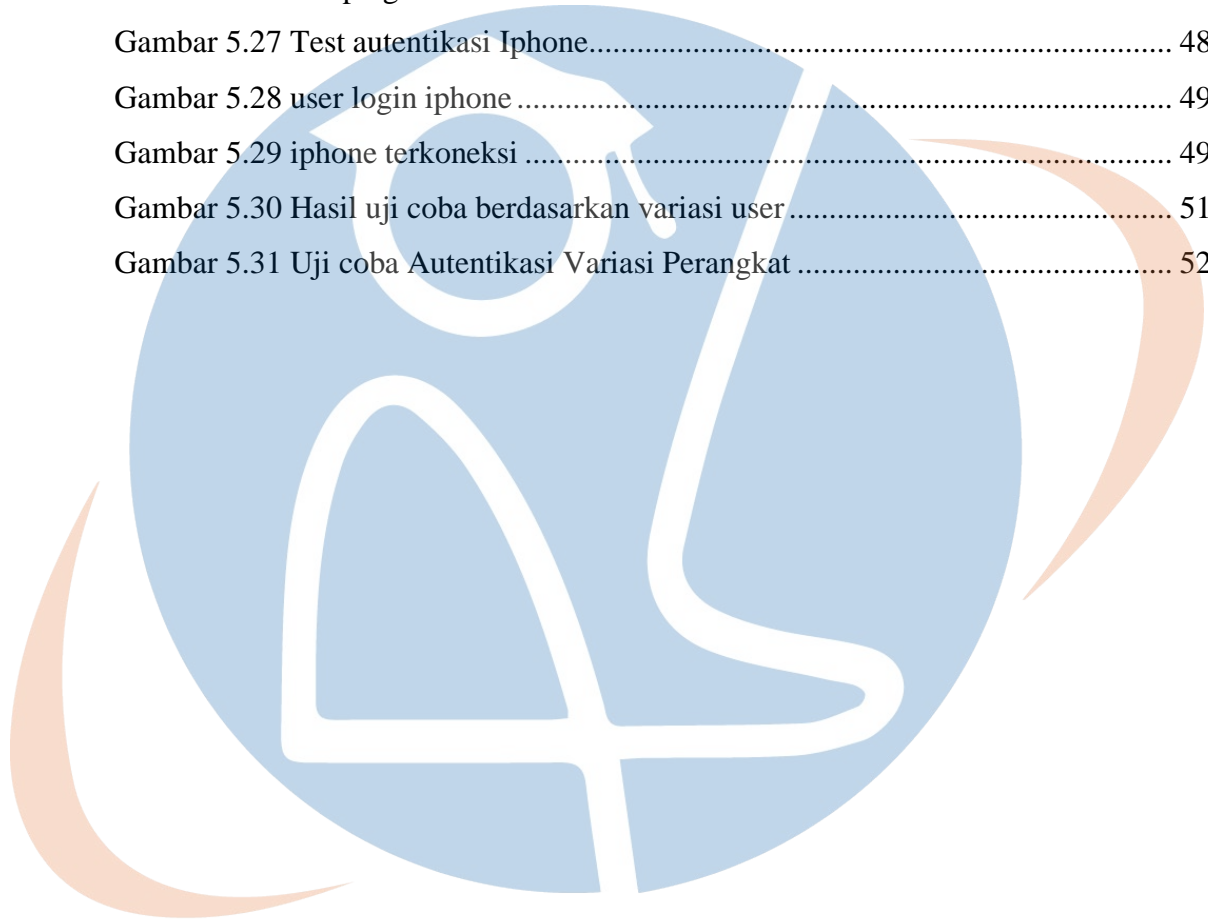 Gambar 5.27 Test autentikasi Iphone........................................................................... 48
Gambar 5.28 user login iphone..................................................................................... 49
Gambar 5.29 iphone terkoneksi.................................................................................... 49
Gambar 5.30 Hasil uji coba berdasarkan variasi user................................................. 51
Gambar 5.31 Uji coba Autentikasi Variasi Perangkat................................................ 52